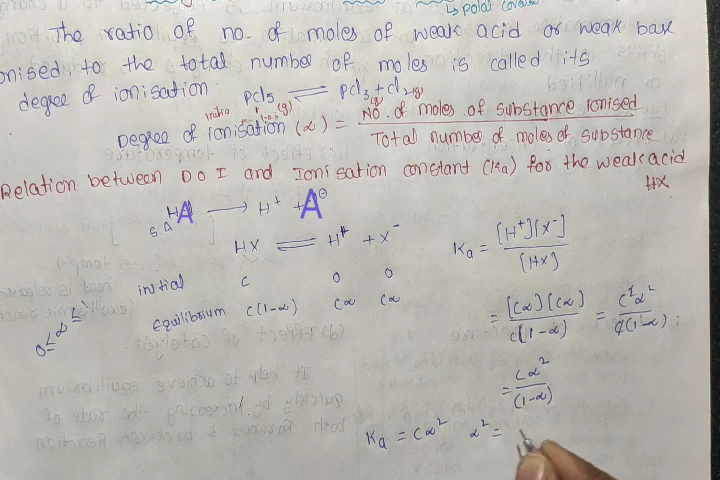 ↳ polar
The ratio of no. of moles of weak acid or weak base
onised to the total number of moles is called its
degree of ionisation
PCl5 (g) ⇌ PCl3 (g) + Cl2 (g)
Degree of ionisation (α) = No. of moles of substance ionised / Total number of moles of substance
Relation between D O I and Ionisation constant (Ka) for the weak acid
HX
HA → H⁺ + A⊖
HX ⇌ H⁺ + X⁻
Ka = [H⁺][X⁻] / [HX]
initial C 0 0
Equilibrium C(1-α) Cα Cα
= [Cα][Cα] / C(1-α) = C²α² / C(1-α)
0 < α < 1
= Cα² / (1-α)
Ka = Cα² α² =